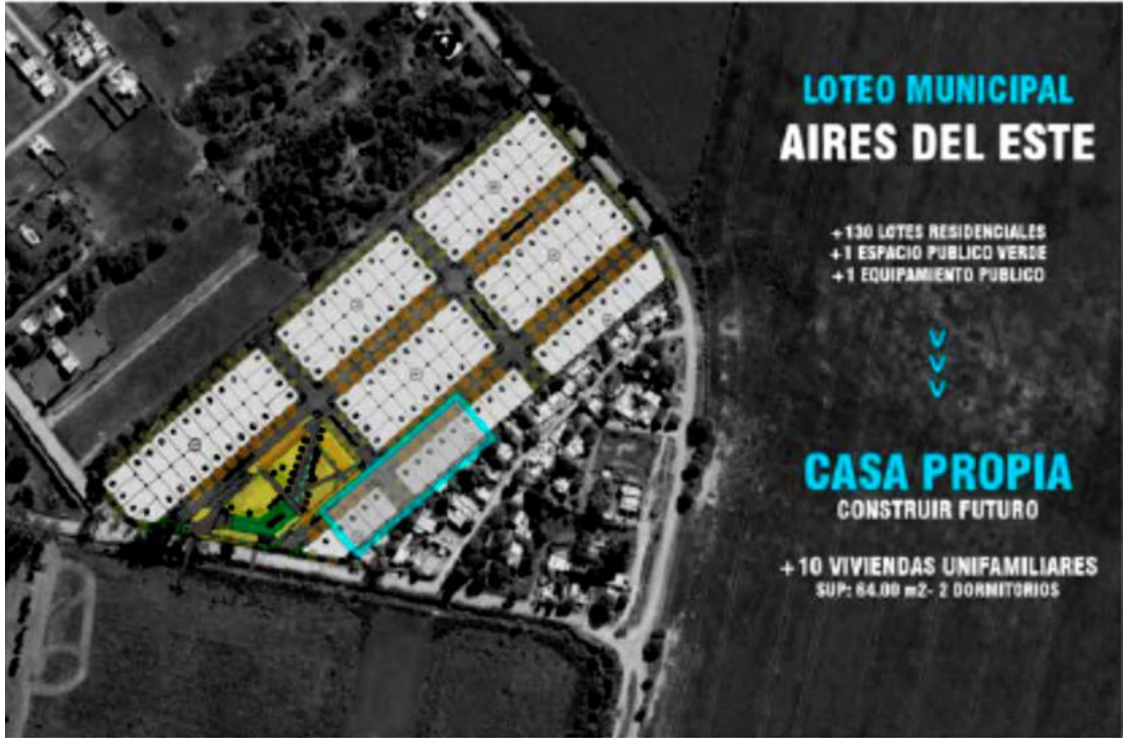 LOTEO MUNICIPAL
AIRES DEL ESTE
+130 LOTES RESIDENCIALES
+1 ESPACIO PUBLICO VERDE
+1 EQUIPAMIENTO PUBLICO
CASA PROPIA
CONSTRUIR FUTURO
+10 VIVIENDAS UNIFAMILIARES
SUP: 64.00 m2- 2 DORMITORIOS